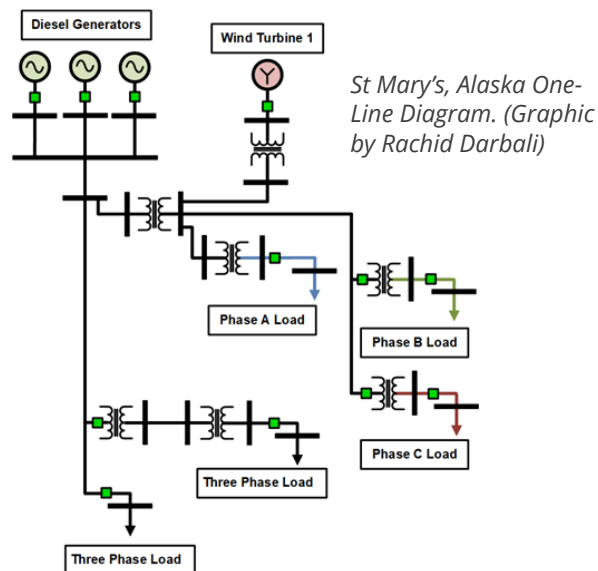 Diesel Generators
Wind Turbine 1
St Mary’s, Alaska One-
Line Diagram. (Graphic
by Rachid Darbali)
Phase A Load
Phase B Load
Phase C Load
Three Phase Load
Three Phase Load